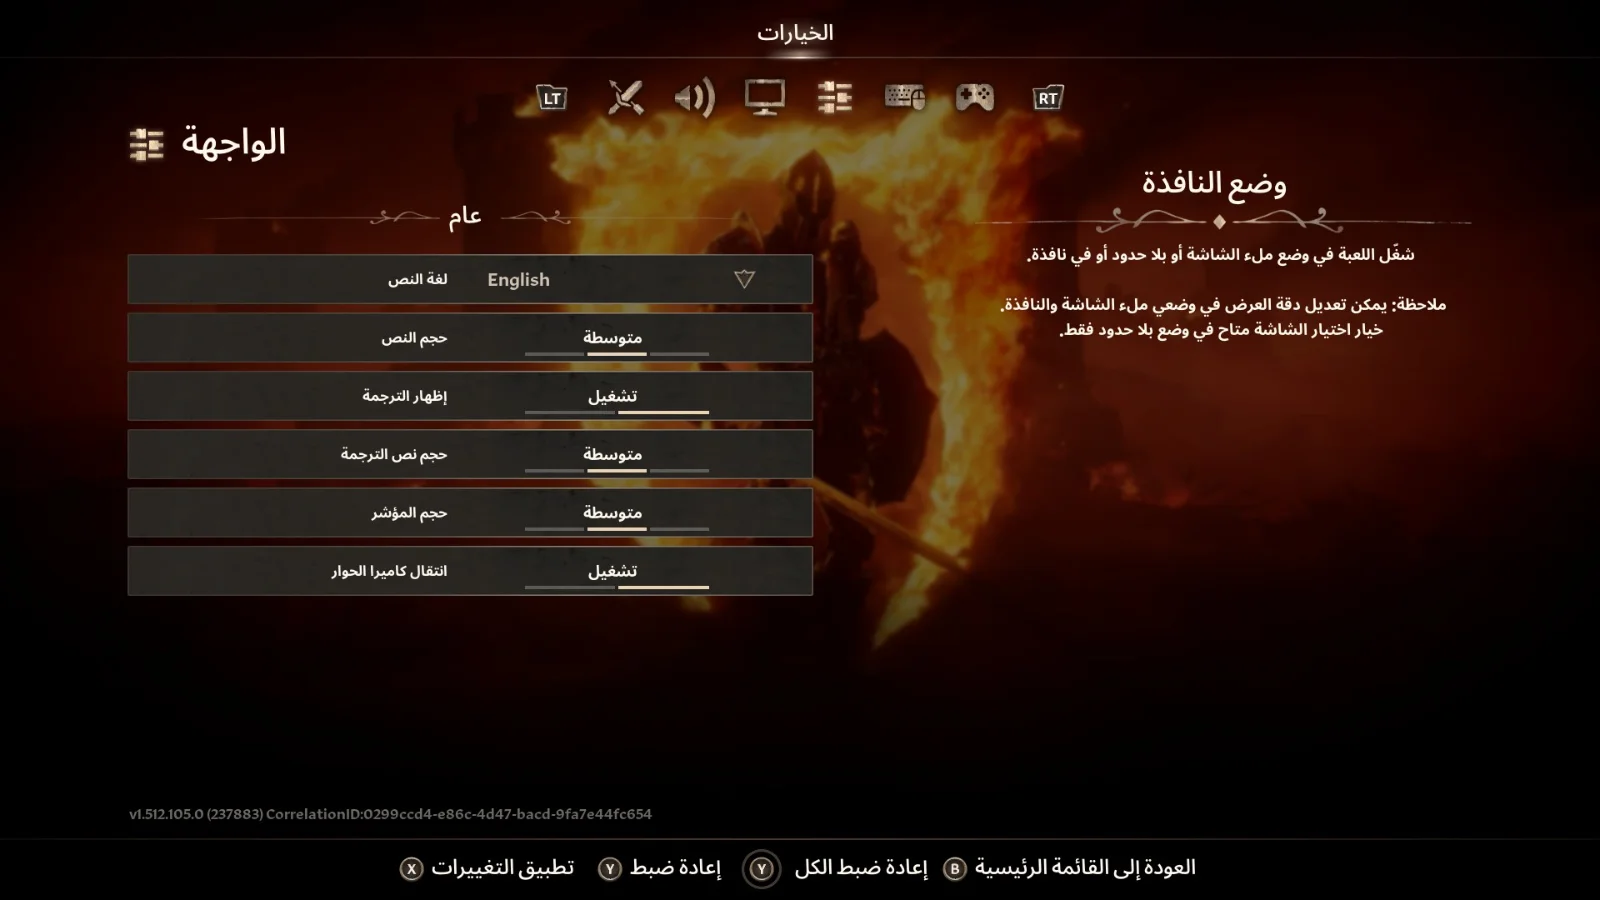 الخيارات
LT
RT
الواجهة
عام
لغة النص English
حجم النص متوسطة
إظهار الترجمة تشغيل
حجم نص الترجمة متوسطة
حجم المؤشر متوسطة
انتقال كاميرا الحوار تشغيل
وضع النافذة
شغّل اللعبة في وضع ملء الشاشة أو بلا حدود أو في نافذة.
ملاحظة: يمكن تعديل دقة العرض في وضعي ملء الشاشة والنافذة.
خيار اختيار الشاشة متاح في وضع بلا حدود فقط.
v1.512.105.0 (237883) CorrelationID:0299ccd4-e86c-4d47-bacd-9fa7e44fc654
العودة إلى القائمة الرئيسية B إعادة ضبط الكل Y إعادة ضبط Y تطبيق التغييرات X